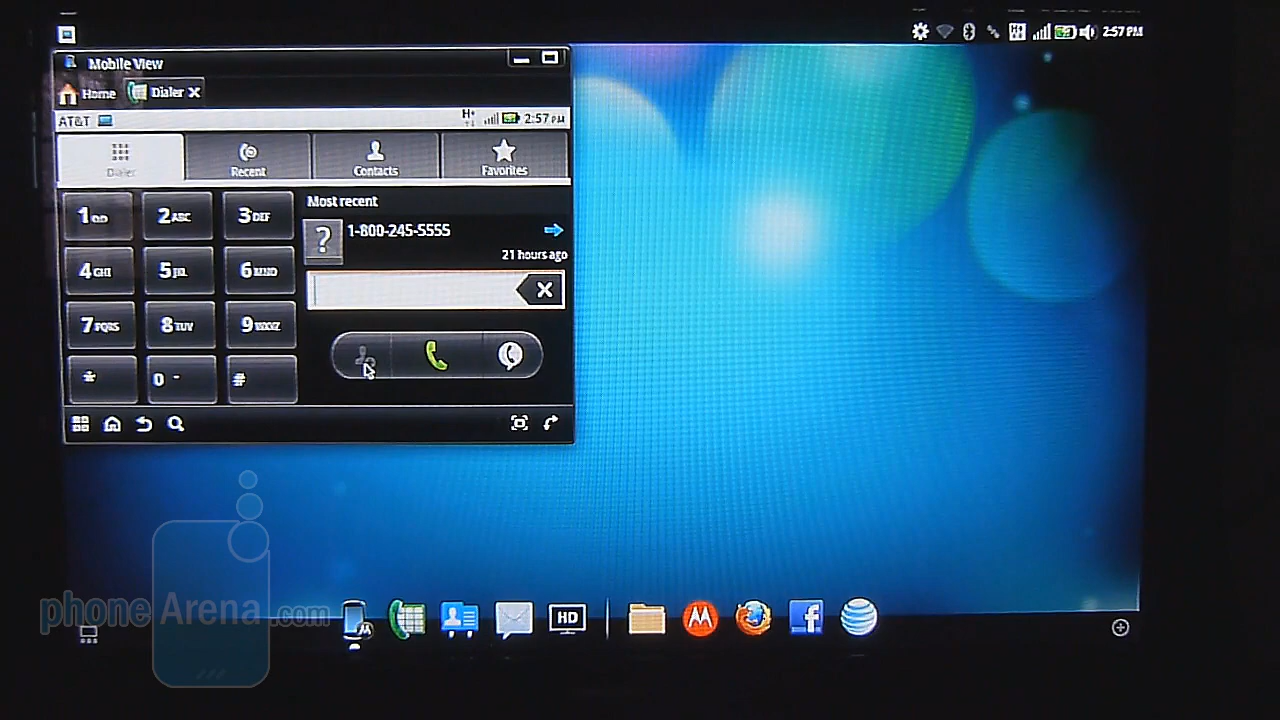 2:57 PM
Mobile View
Home Dialer
AT&T H+ 2:57 PM
Dialer Recent Contacts Favorites
1 2 ABC 3 DEF
Most recent
? 1-800-245-5555
21 hours ago
4 GHI 5 JKL 6 MNO
7 PQRS 8 TUV 9 WXYZ
* 0 #
phoneArena.com
HD